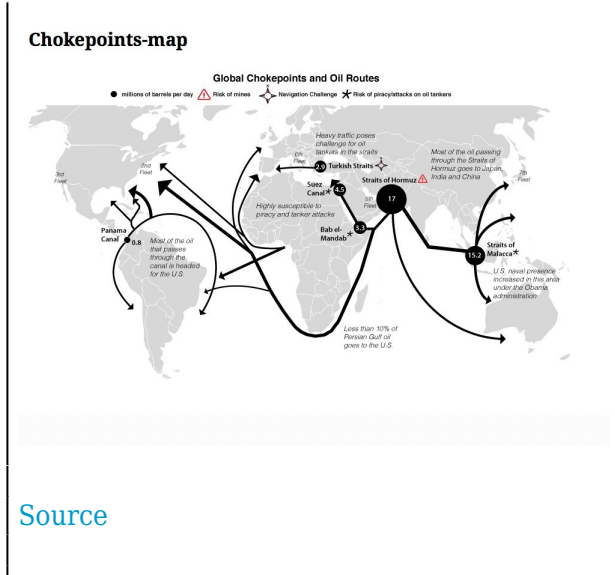 Chokepoints-map
Global Chokepoints and Oil Routes
millions of barrels per day
Risk of mines
N
Navigation Challenge
Risk of piracy/attacks on oil tankers
Heavy traffic poses
challenge for oil
tankers in the straits
6th
Fleet
2.9
Turkish Straits
Most of the oil passing
through the Straits of
Hormuz goes to Japan,
India and China
3rd
Fleet
2nd
Fleet
7th
Fleet
Suez
Canal
4.5
Straits of Hormuz
5th
Fleet
17
Highly susceptible to
piracy and tanker attacks
Bab el-
Mandab
3.3
Panama
Canal
0.8
Most of the oil
that passes
through the
canal is headed
for the U.S.
Straits of
Malacca
15.2
U.S. naval presence
increased in this area
under the Obama
administration
Less than 10% of
Persian Gulf oil
goes to the U.S.
Source